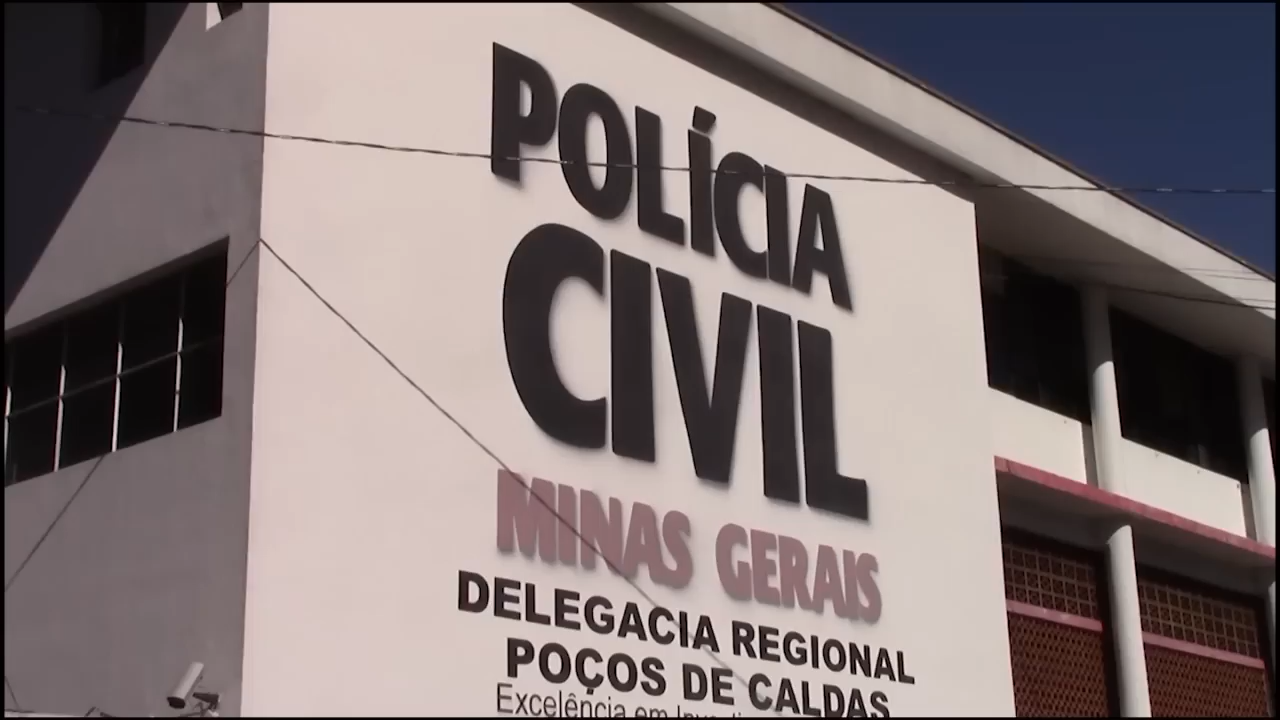 POLÍCIA
CIVIL
MINAS GERAIS
DELEGACIA REGIONAL
POÇOS DE CALDAS
Excelência em